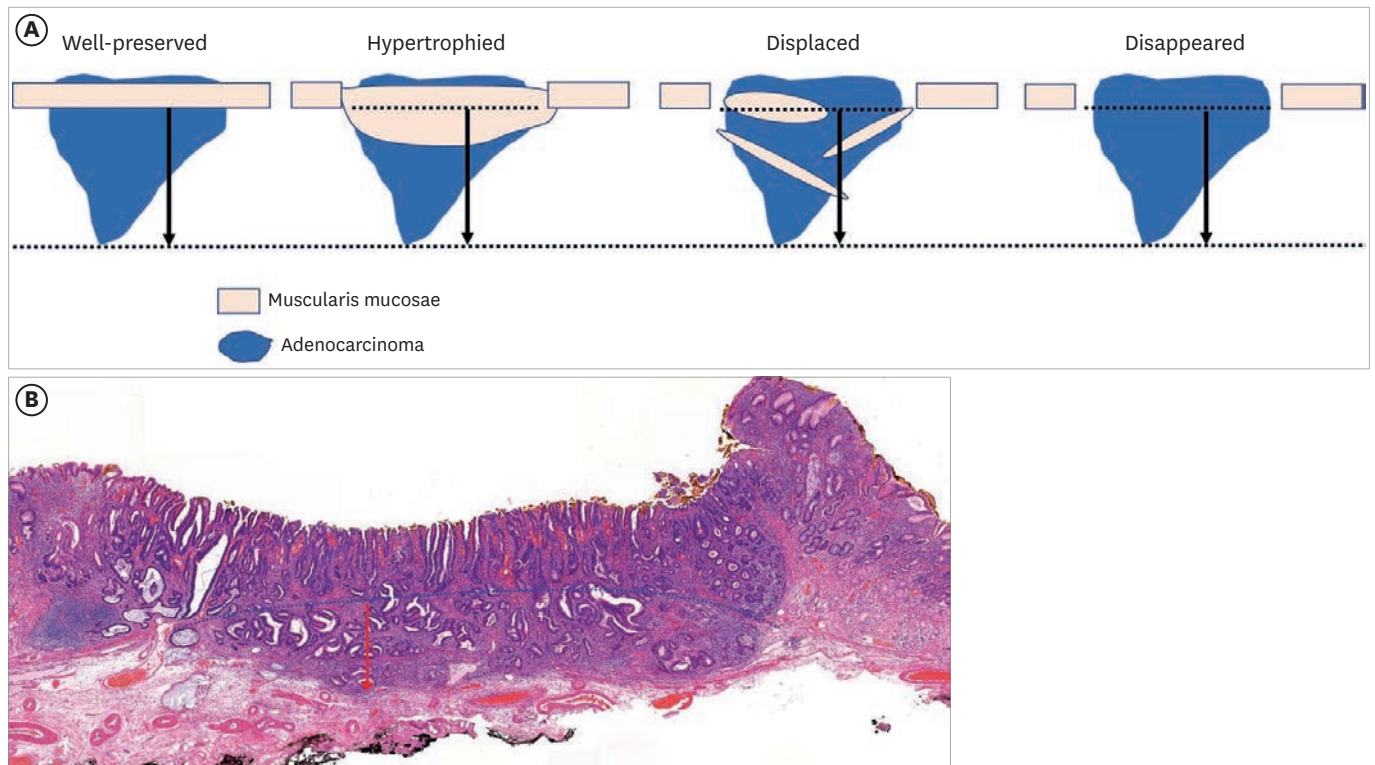 A
Well-preserved Hypertrophied Displaced Disappeared
Muscularis mucosae
Adenocarcinoma
B